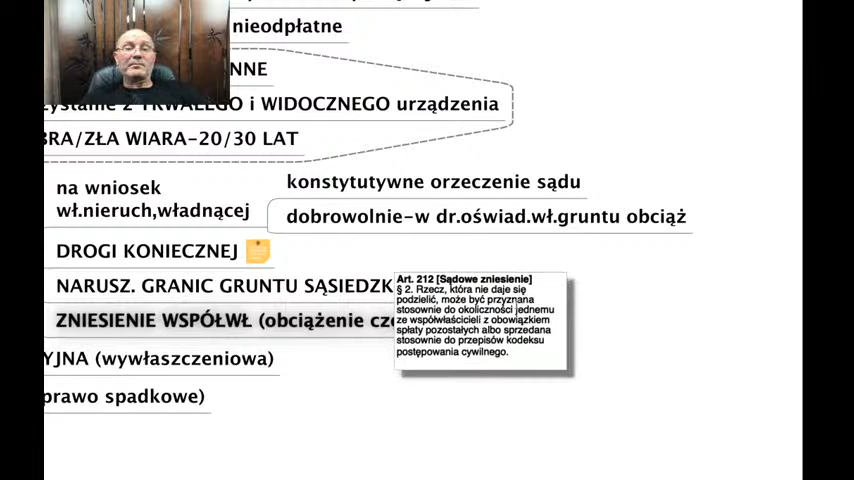 nieodpłatne
NNE
zystanie z TRWAŁEGO i WIDOCZNEGO urządzenia
BRA/ZŁA WIARA-20/30 LAT
na wniosek
wł.nieruch,władnącej
konstytutywne orzeczenie sądu
dobrowolnie-w dr.oświad.wł.gruntu obciąż
DROGI KONIECZNEJ
NARUSZ. GRANIC GRUNTU SĄSIEDZK
ZNIESIENIE WSPÓŁWŁ (obciążenie czę
Art. 212 [Sądowe zniesienie]
§ 2. Rzecz, która nie daje się
podzielić, może być przyznana
stosownie do okoliczności jednemu
ze współwłaścicieli z obowiązkiem
spłaty pozostałych albo sprzedana
stosownie do przepisów kodeksu
postępowania cywilnego.
YJNA (wywłaszczeniowa)
prawo spadkowe)